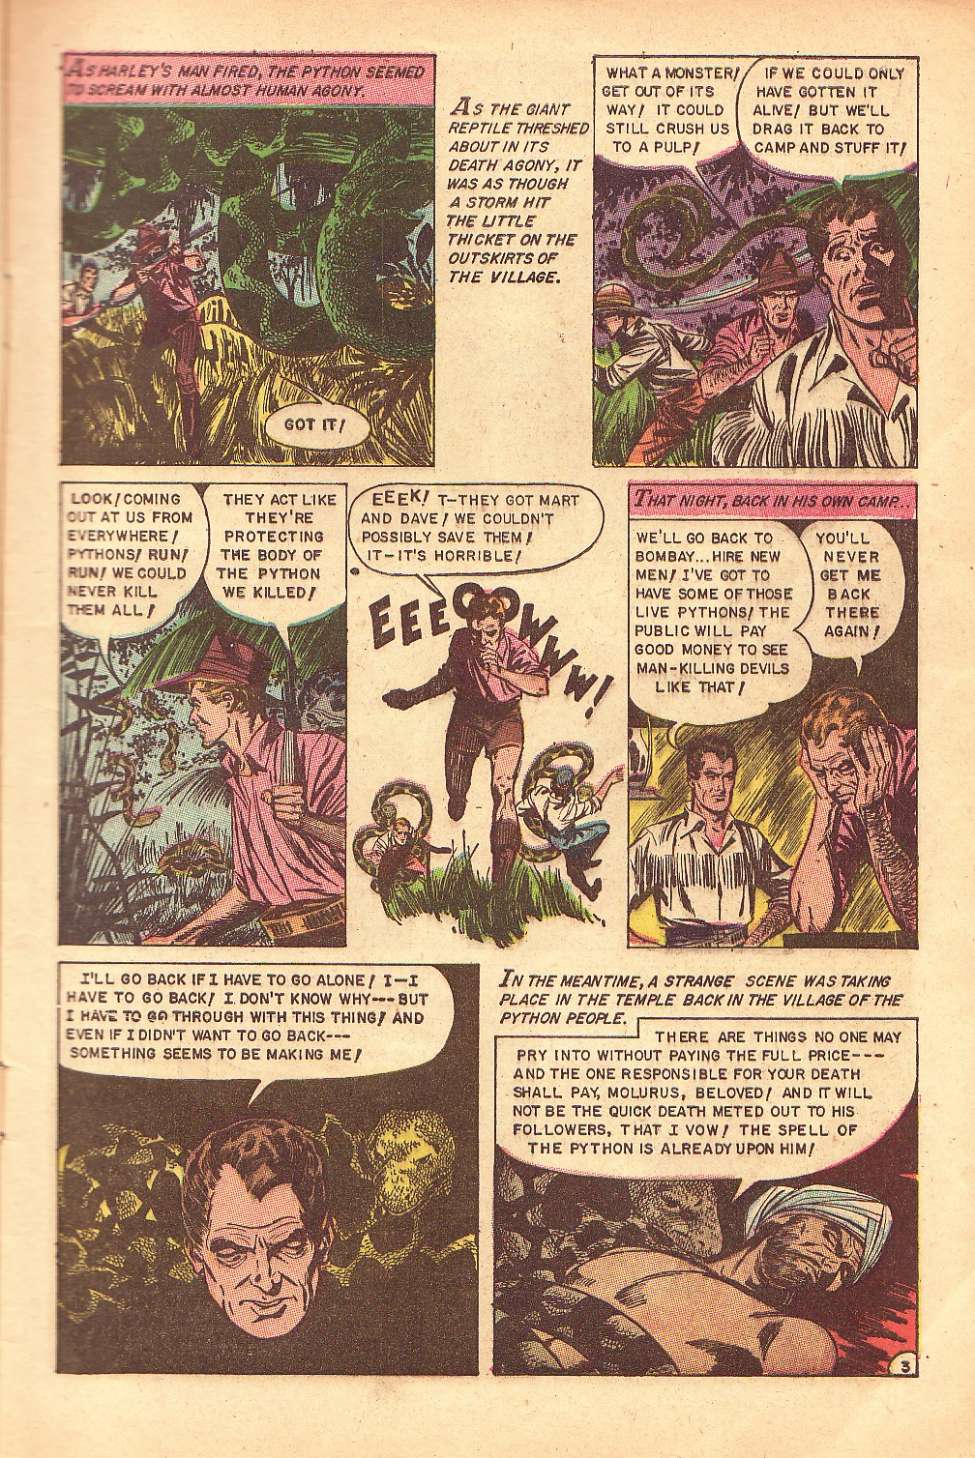 AS HARLEY'S MAN FIRED, THE PYTHON SEEMED
TO SCREAM WITH ALMOST HUMAN AGONY.
GOT IT!
AS THE GIANT
REPTILE THRESHED
ABOUT IN ITS
DEATH AGONY, IT
WAS AS THOUGH
A STORM HIT
THE LITTLE
THICKET ON THE
OUTSKIRTS OF
THE VILLAGE.
WHAT A MONSTER!
GET OUT OF ITS
WAY! IT COULD
STILL CRUSH US
TO A PULP!
IF WE COULD ONLY
HAVE GOTTEN IT
ALIVE! BUT WE'LL
DRAG IT BACK TO
CAMP AND STUFF IT!
LOOK! COMING
OUT AT US FROM
EVERYWHERE!
PYTHONS! RUN!
RUN! WE COULD
NEVER KILL
THEM ALL!
THEY ACT LIKE
THEY'RE
PROTECTING
THE BODY OF
THE PYTHON
WE KILLED!
EEEK! T-THEY GOT MART
AND DAVE! WE COULDN'T
POSSIBLY SAVE THEM!
IT-IT'S HORRIBLE!
EEEOOWWW!
THAT NIGHT, BACK IN HIS OWN CAMP...
WE'LL GO BACK TO
BOMBAY...HIRE NEW
MEN! I'VE GOT TO
HAVE SOME OF THOSE
LIVE PYTHONS! THE
PUBLIC WILL PAY
GOOD MONEY TO SEE
MAN-KILLING DEVILS
LIKE THAT!
YOU'LL
NEVER
GET ME
BACK
THERE
AGAIN!
I'LL GO BACK IF I HAVE TO GO ALONE! I-I
HAVE TO GO BACK! I DON'T KNOW WHY---BUT
I HAVE TO GO THROUGH WITH THIS THING! AND
EVEN IF I DIDN'T WANT TO GO BACK---
SOMETHING SEEMS TO BE MAKING ME!
IN THE MEANTIME, A STRANGE SCENE WAS TAKING
PLACE IN THE TEMPLE BACK IN THE VILLAGE OF THE
PYTHON PEOPLE.
THERE ARE THINGS NO ONE MAY
PRY INTO WITHOUT PAYING THE FULL PRICE---
AND THE ONE RESPONSIBLE FOR YOUR DEATH
SHALL PAY, MOLURUS, BELOVED! AND IT WILL
NOT BE THE QUICK DEATH METED OUT TO HIS
FOLLOWERS, THAT I VOW! THE SPELL OF
THE PYTHON IS ALREADY UPON HIM!
3